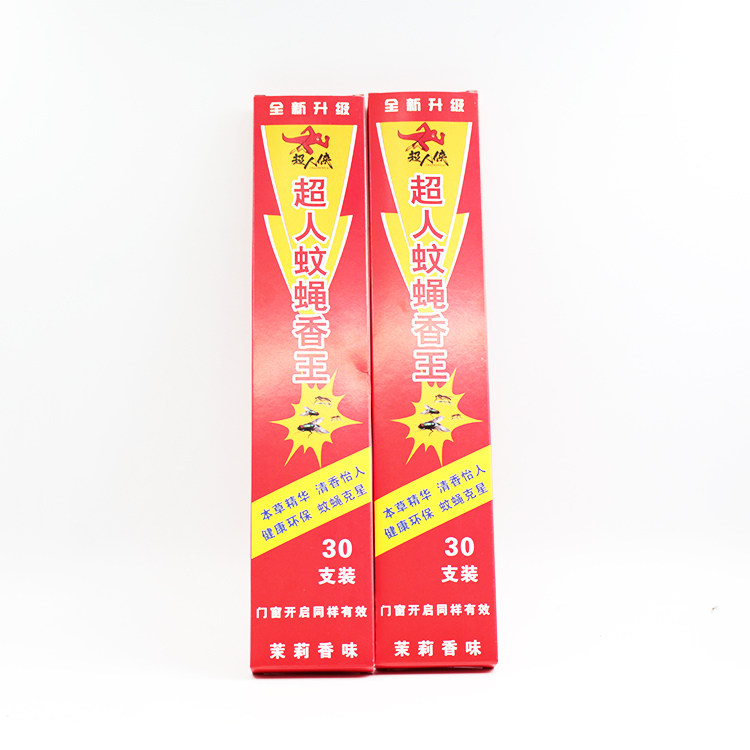 全新升级
超人侠
超人蚊蝇香王
本草精华 清香怡人
健康环保 蚊蝇克星
30
支装
门窗开启同样有效
茉莉香味
全新升级
超人侠
超人蚊蝇香王
本草精华 清香怡人
健康环保 蚊蝇克星
30
支装
门窗开启同样有效
茉莉香味